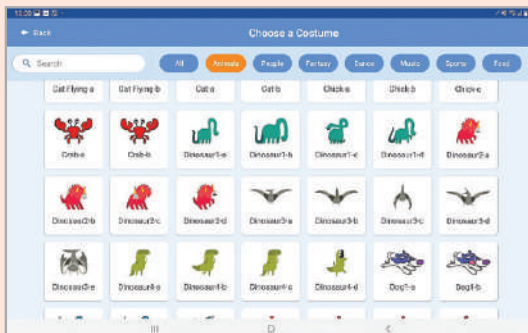 Back
Choose a Costume
Search
All
Animals
People
Fantasy
Dance
Music
Sports
Food
Cat Flying-a
Cat Flying-b
Cat-a
Cat-b
Chick-a
Chick-b
Chick-c
Crab-a
Crab-b
Dinosaur1-a
Dinosaur1-b
Dinosaur1-c
Dinosaur1-d
Dinosaur2-a
Dinosaur2-b
Dinosaur2-c
Dinosaur2-d
Dinosaur3-a
Dinosaur3-b
Dinosaur3-c
Dinosaur3-d
Dinosaur3-e
Dinosaur4-a
Dinosaur4-b
Dinosaur4-c
Dinosaur4-d
Dog1-a
Dog1-b